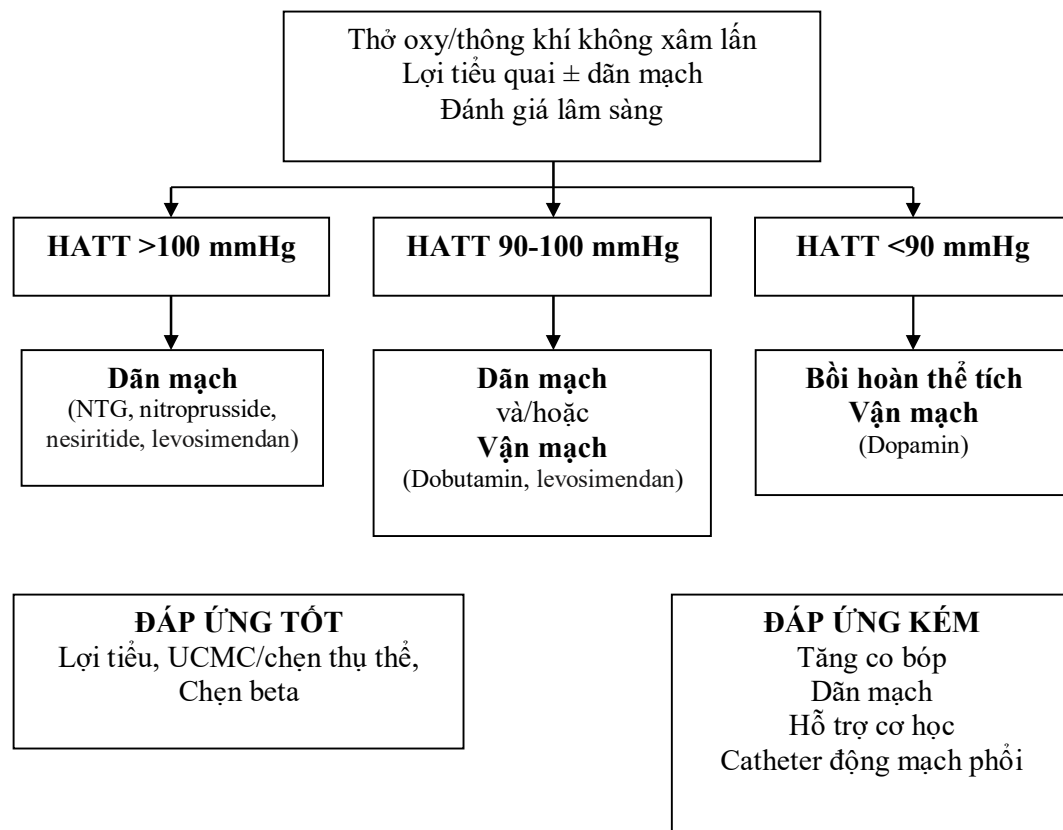 Thở oxy/thông khí không xâm lấn
Lợi tiểu quai ± dãn mạch
Đánh giá lâm sàng
HATT >100 mmHg
HATT 90-100 mmHg
HATT <90 mmHg
Dãn mạch
(NTG, nitroprusside,
nesiritide, levosimendan)
Dãn mạch
và/hoặc
Vận mạch
(Dobutamin, levosimendan)
Bồi hoàn thể tích
Vận mạch
(Dopamin)
ĐÁP ỨNG TỐT
Lợi tiểu, UCMC/chẹn thụ thể,
Chẹn beta
ĐÁP ỨNG KÉM
Tăng co bóp
Dãn mạch
Hỗ trợ cơ học
Catheter động mạch phổi